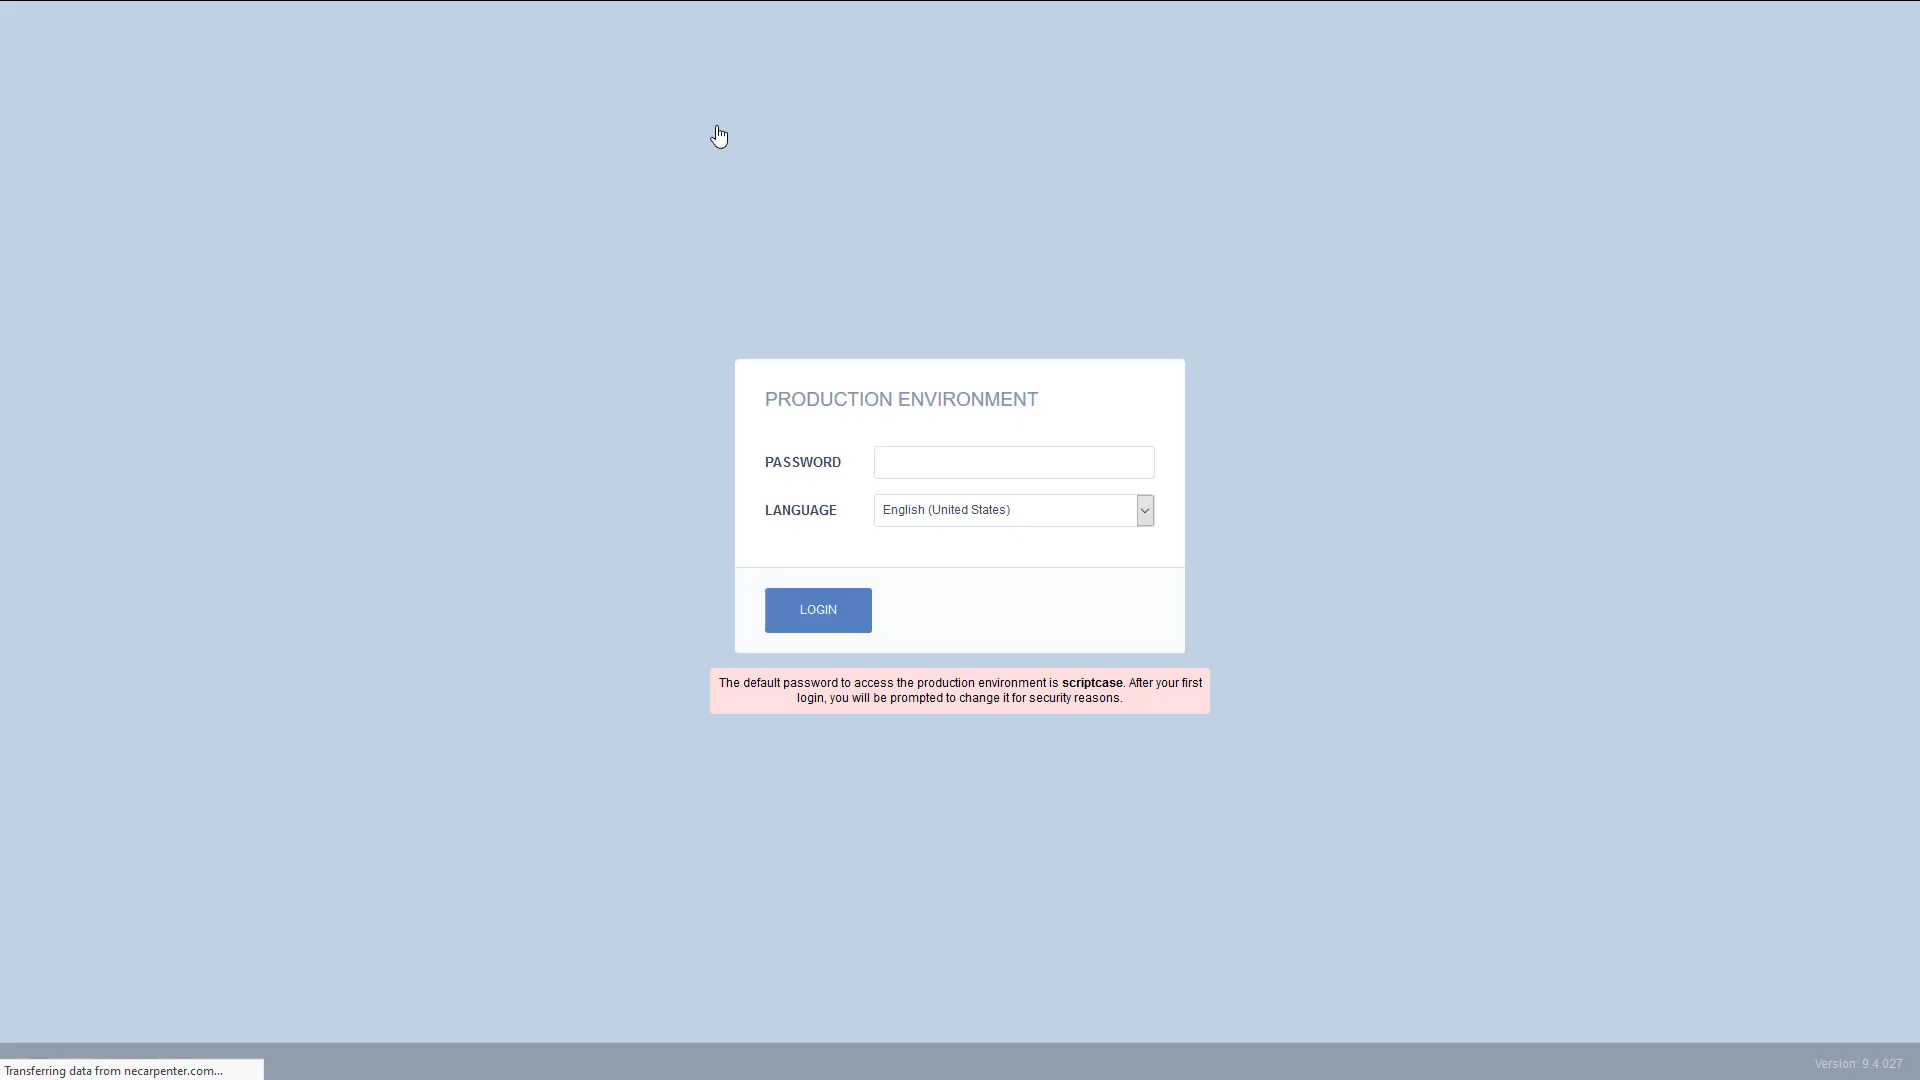 PRODUCTION ENVIRONMENT
PASSWORD
LANGUAGE English (United States)
LOGIN
The default password to access the production environment is scriptcase. After your first
login, you will be prompted to change it for security reasons.
Version: 9.4.027
Transferring data from necarpenter.com...